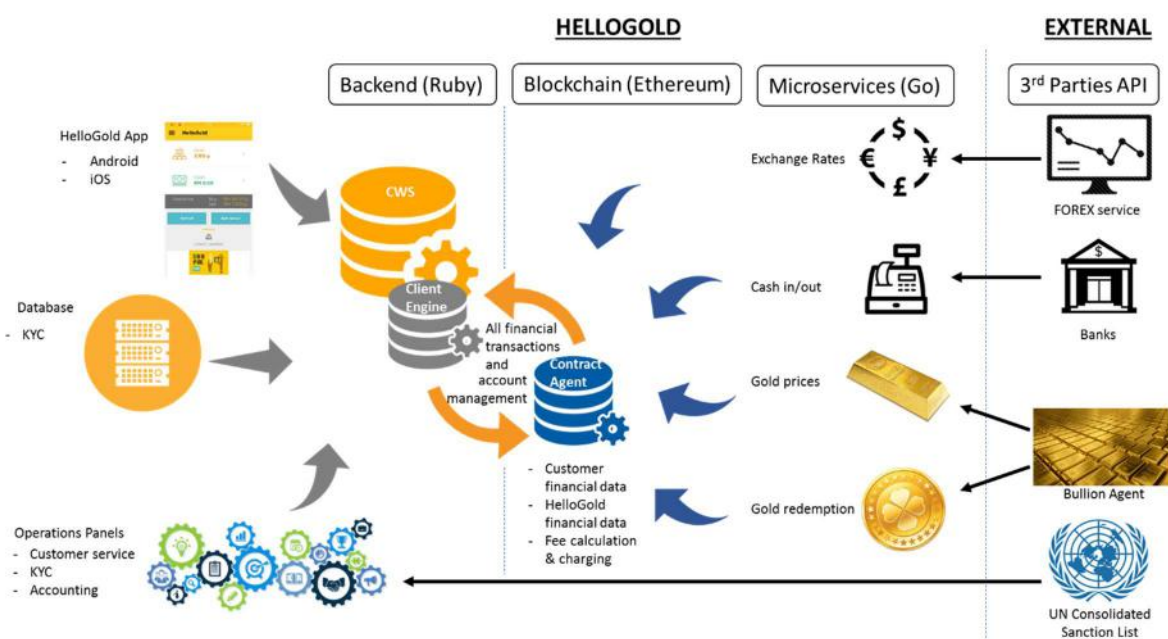 HELLOGOLD
EXTERNAL
Backend (Ruby)
Blockchain (Ethereum)
Microservices (Go)
3rd Parties API
HelloGold App
- Android
- iOS
HelloGold
CWS
Client
Engine
All financial
transactions
and
account
management
Contract
Agent
- Customer
financial data
- HelloGold
financial data
- Fee calculation
& charging
Database
- KYC
Operations Panels
- Customer service
- KYC
- Accounting
Exchange Rates
$
€
¥
£
Cash in/out
Gold prices
Gold redemption
FOREX service
$
Banks
Bullion Agent
UN Consolidated
Sanction List